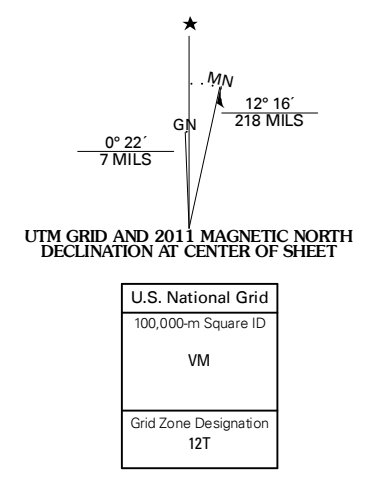 MN
12° 16´
218 MILS
GN
0° 22´
7 MILS
UTM GRID AND 2011 MAGNETIC NORTH
DECLINATION AT CENTER OF SHEET
U.S. National Grid
100,000-m Square ID
VM
Grid Zone Designation
12T